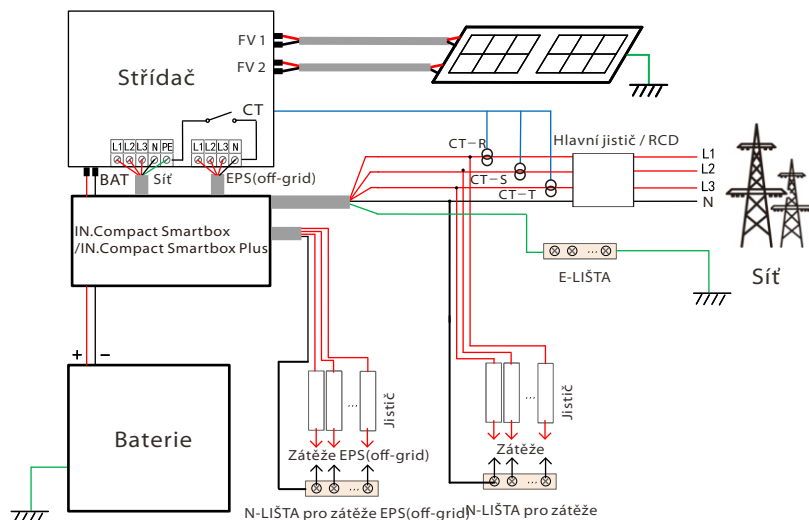 FV 1
FV 2
Střídač
CT
L1 L2 L3 N PE
L1 L2 L3 N
BAT
Síť
EPS(off-grid)
CT−R
CT−S
CT−T
Hlavní jistič / RCD
L1
L2
L3
N
IN.Compact Smartbox
/IN.Compact Smartbox Plus
...
E-LIŠTA
Síť
+ −
Baterie
...
Jistič
...
Jistič
Zátěže EPS(off-grid)
Zátěže
...
...
N-LIŠTA pro zátěže EPS(off-grid)
N-LIŠTA pro zátěže